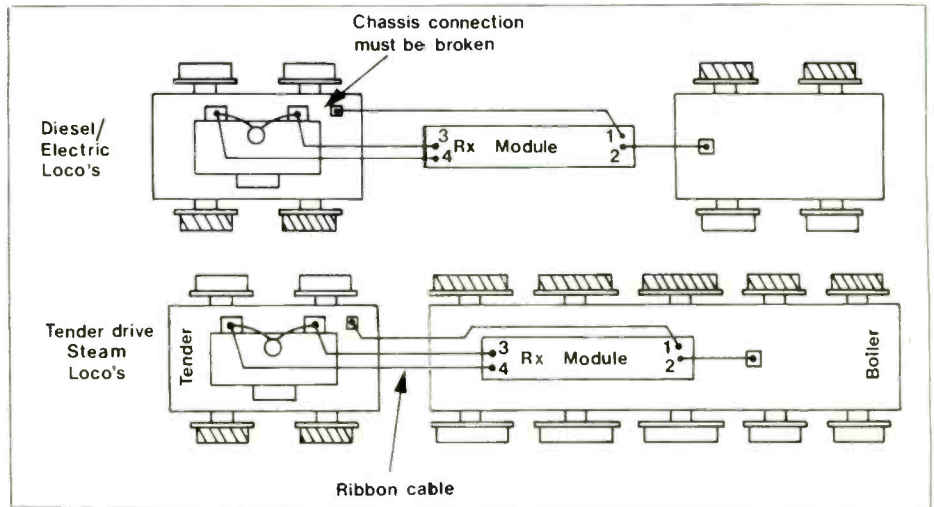 Chassis connection
must be broken
Diesel/
Electric
Loco's
3
4
Rx Module
1
2
Tender drive
Steam
Loco's
Tender
3
4
Rx Module
1
2
Boiler
Ribbon cable